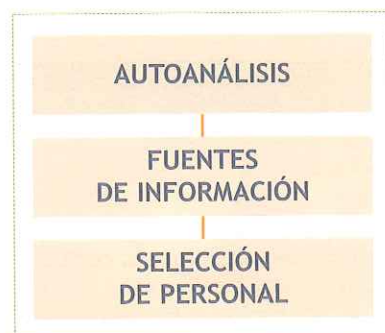 AUTOANÁLISIS
FUENTES
DE INFORMACIÓN
SELECCIÓN
DE PERSONAL